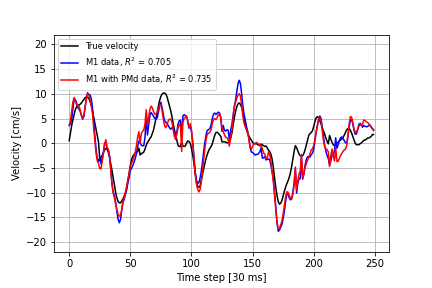 True velocity
M1 data, R² = 0.705
M1 with PMd data, R² = 0.735
Velocity [cm/s]
20
15
10
5
0
−5
−10
−15
−20
0 50 100 150 200 250
Time step [30 ms]